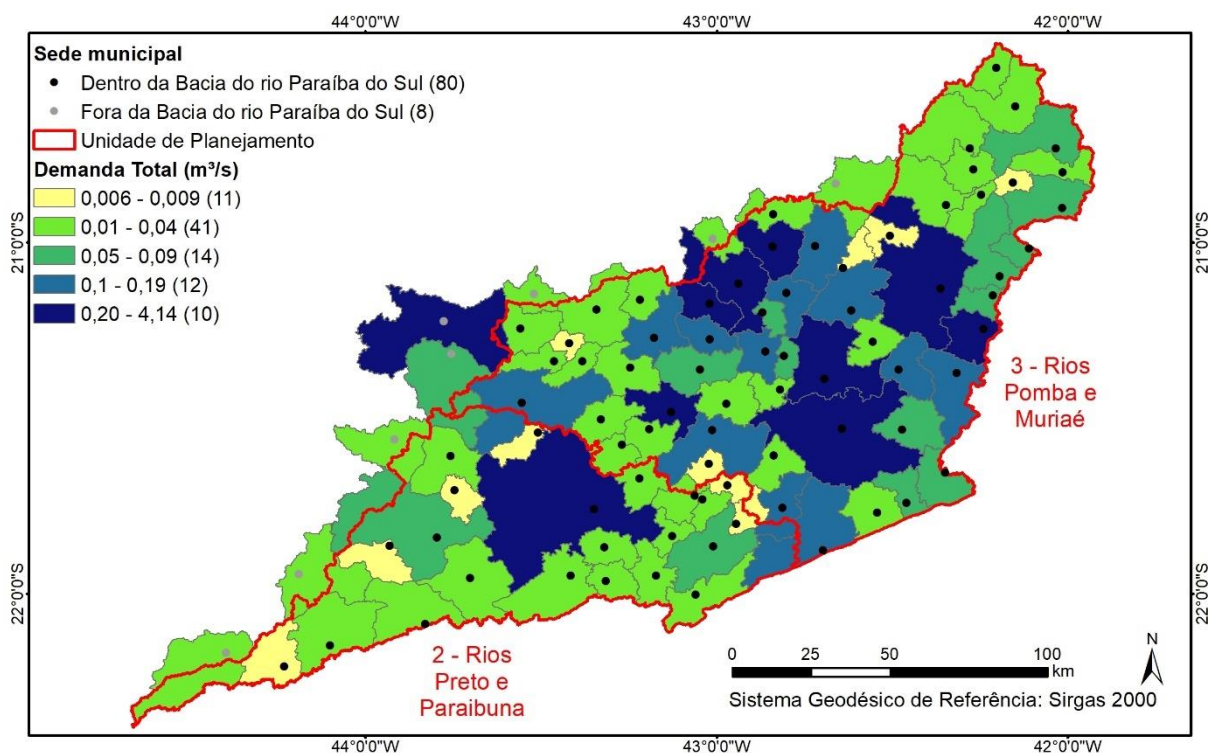 44°0'0"W
43°0'0"W
42°0'0"W
Sede municipal
Dentro da Bacia do rio Paraíba do Sul (80)
Fora da Bacia do rio Paraíba do Sul (8)
Unidade de Planejamento
Demanda Total (m³/s)
0,006 - 0,009 (11)
0,01 - 0,04 (41)
0,05 - 0,09 (14)
0,1 - 0,19 (12)
0,20 - 4,14 (10)
21°0'0"S
21°0'0"S
3 - Rios
Pomba e
Muriaé
22°0'0"S
22°0'0"S
2 - Rios
Preto e
Paraibuna
N
0
25
50
100
km
Sistema Geodésico de Referência: Sirgas 2000
44°0'0"W
43°0'0"W
42°0'0"W